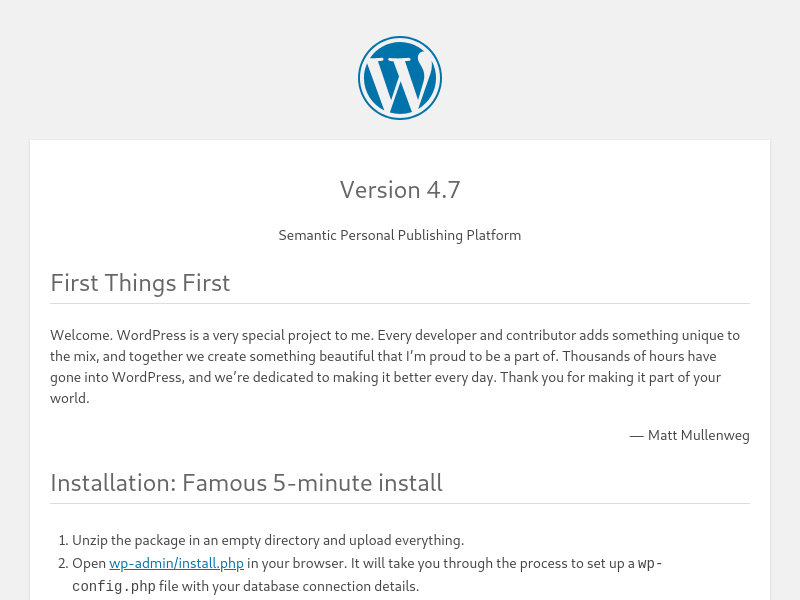 Version 4.7
Semantic Personal Publishing Platform
First Things First
Welcome. WordPress is a very special project to me. Every developer and contributor adds something unique to
the mix, and together we create something beautiful that I’m proud to be a part of. Thousands of hours have
gone into WordPress, and we’re dedicated to making it better every day. Thank you for making it part of your
world.
— Matt Mullenweg
Installation: Famous 5-minute install
1. Unzip the package in an empty directory and upload everything.
2. Open wp-admin/install.php in your browser. It will take you through the process to set up a wp-
config.php file with your database connection details.